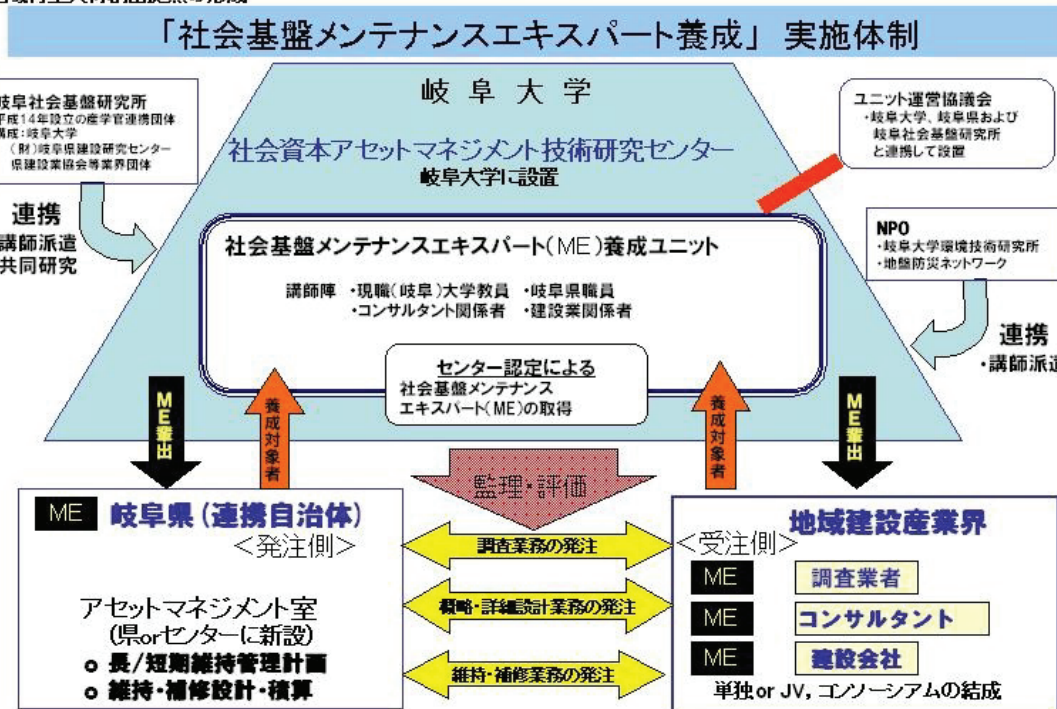 「社会基盤メンテナンスエキスパート養成」 実施体制
岐阜大学
社会資本アセットマネジメント技術研究センター
岐阜大学に設置
岐阜社会基盤研究所
平成14年設立の産学官連携団体
構成:岐阜大学
(財)岐阜県建設研究センター
県建設業協会等業界団体
連携
講師派遣
共同研究
ユニット運営協議会
・岐阜大学、岐阜県および
岐阜社会基盤研究所
と連携して設置
NPO
・岐阜大学環境技術研究所
・地盤防災ネットワーク
連携
・講師派遣
社会基盤メンテナンスエキスパート(ME)養成ユニット
講師陣 ・現職(岐阜)大学教員 ・岐阜県職員
・コンサルタント関係者 ・建設業関係者
センター認定による
社会基盤メンテナンス
エキスパート(ME)の取得
ME輩出
養成対象者
養成対象者
ME輩出
監理・評価
ME 岐阜県(連携自治体)
<発注側>
アセットマネジメント室
(県orセンターに新設)
o 長/短期維持管理計画
o 維持・補修設計・積算
調査業務の発注
概略・詳細設計業務の発注
維持・補修業務の発注
地域建設産業界
<受注側>
ME 調査業者
ME コンサルタント
ME 建設会社
単独or JV, コンソーシアムの結成